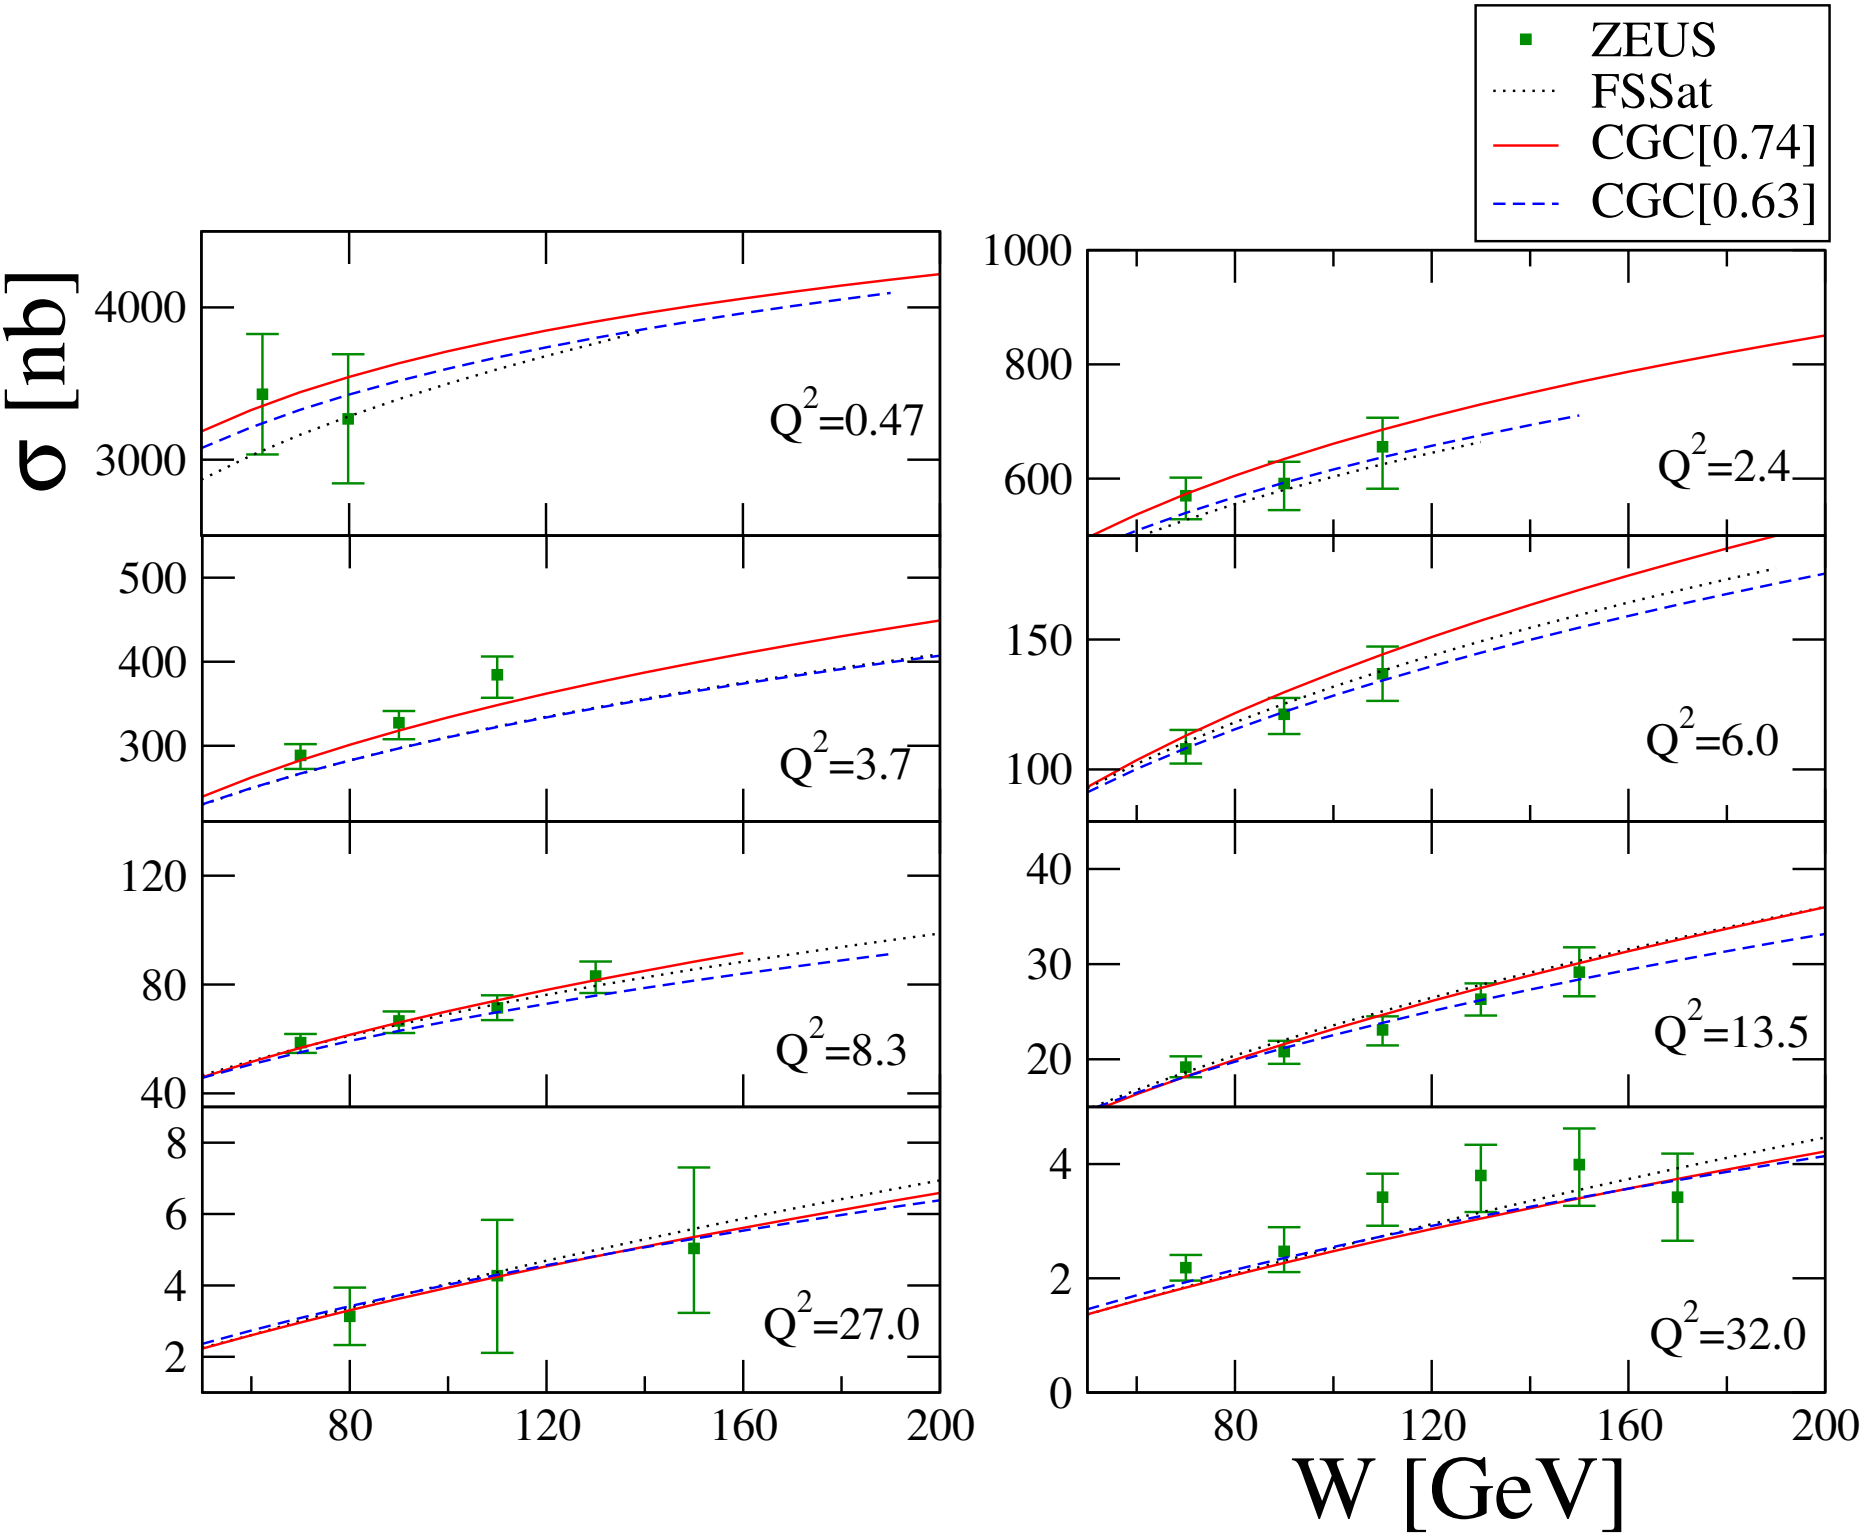 ZEUS
FSSat
CGC[0.74]
CGC[0.63]
σ [nb]
4000
3000
Q²=0.47
1000
800
600
Q²=2.4
500
400
300
Q²=3.7
150
100
Q²=6.0
120
80
40
Q²=8.3
40
30
20
Q²=13.5
8
6
4
2
Q²=27.0
4
2
0
Q²=32.0
80 120 160 200
80 120 160 200
W [GeV]